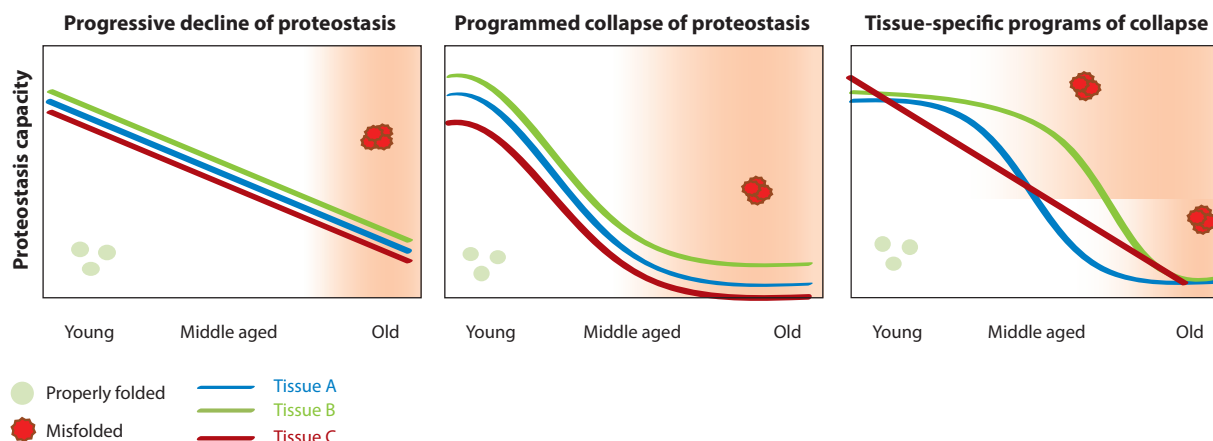 Progressive decline of proteostasis
Programmed collapse of proteostasis
Tissue-specific programs of collapse
Proteostasis capacity
Young Middle aged Old
Young Middle aged Old
Young Middle aged Old
Properly folded
Misfolded
Tissue A
Tissue B
Tissue C